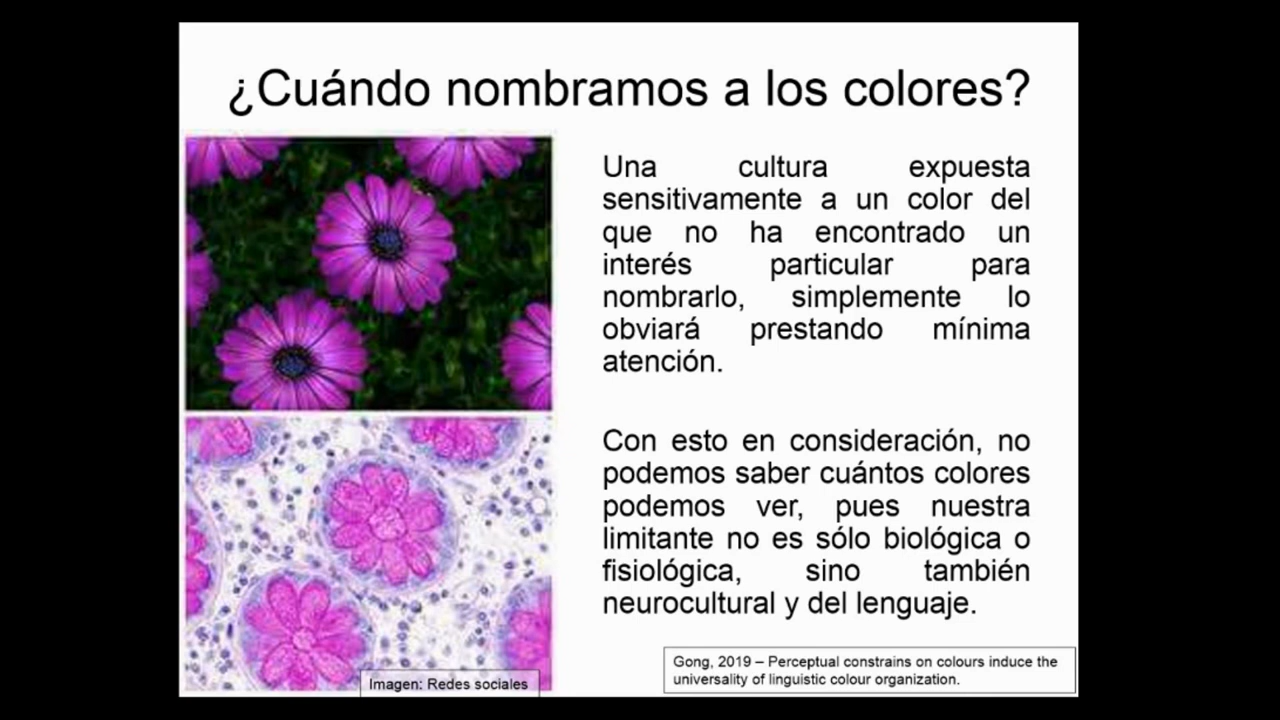 ¿Cuándo nombramos a los colores?
Una cultura expuesta
sensitivamente a un color del
que no ha encontrado un
interés particular para
nombrarlo, simplemente lo
obviará prestando mínima
atención.
Con esto en consideración, no
podemos saber cuántos colores
podemos ver, pues nuestra
limitante no es sólo biológica o
fisiológica, sino también
neurocultural y del lenguaje.
Imagen: Redes sociales
Gong, 2019 – Perceptual constrains on colours induce the
universality of linguistic colour organization.